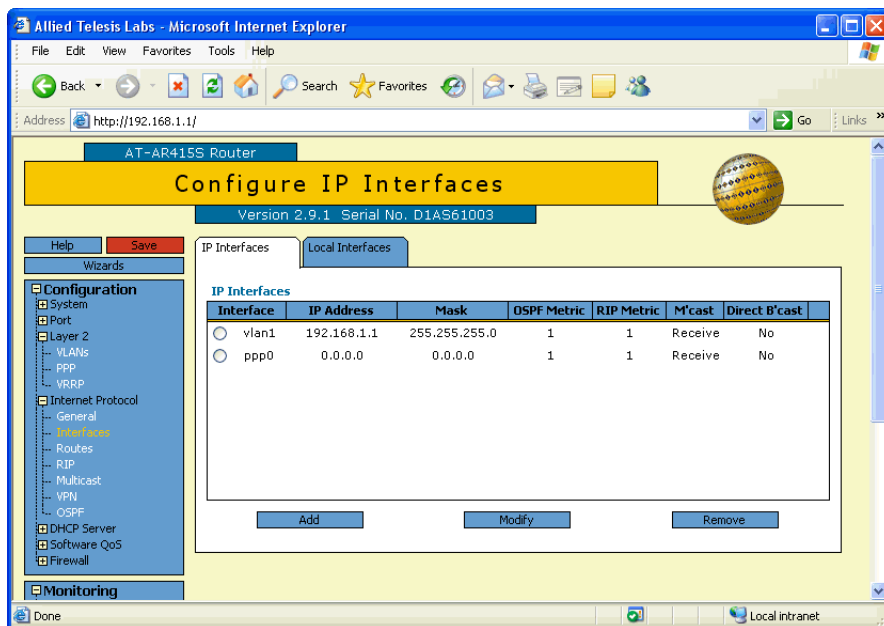 Allied Telesis Labs - Microsoft Internet Explorer
File Edit View Favorites Tools Help
Back Search Favorites
Address http://192.168.1.1/ Go Links »
AT-AR415S Router
Configure IP Interfaces
Version 2.9.1 Serial No. D1AS61003
Help Save
Wizards
Configuration
System
Port
Layer 2
VLANs
PPP
VRRP
Internet Protocol
General
Interfaces
Routes
RIP
Multicast
VPN
OSPF
DHCP Server
Software QoS
Firewall
Monitoring
IP Interfaces Local Interfaces
IP Interfaces
Interface IP Address Mask OSPF Metric RIP Metric M'cast Direct B'cast
vlan1 192.168.1.1 255.255.255.0 1 1 Receive No
ppp0 0.0.0.0 0.0.0.0 1 1 Receive No
Add Modify Remove
Done Local intranet